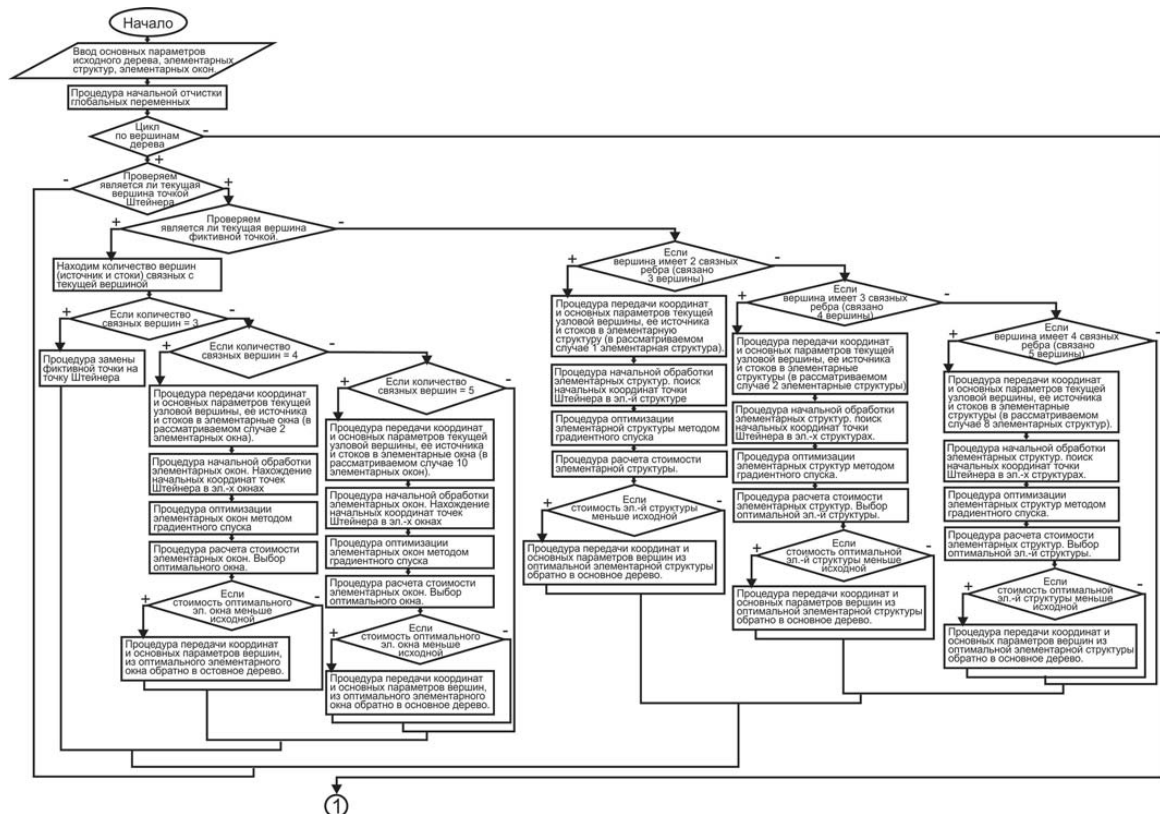 Начало
Ввод основных параметров
исходного дерева, элементарных
структур, элементарных окон.
Процедура начальной отчистки
глобальных переменных
Цикл
по вершинам
дерева
-
+
Проверяем
является ли текущая
вершина точкой
Штейнера
-
+
Проверяем
является ли текущая вершина
фиктивной точкой.
+
-
Находим количество вершин
(источник и стоки) связных с
текущей вершиной
Если количество
связных вершин = 3
+
-
Процедура замены
фиктивной точки на
точку Штейнера
Если количество
связных вершин = 4
+
-
Процедура передачи координат
и основных параметров текущей
узловой вершины, ее источника
и стоков в элементарные окна (в
рассматриваемом случае 2
элементарных окна).
Процедура начальной обработки
элементарных окон. Нахождение
начальных координат точек
Штейнера в эл.-х окнах
Процедура оптимизации
элементарных окон методом
градиентного спуска
Процедура расчета стоимости
элементарных окон. Выбор
оптимального окна.
Если
стоимость оптимального
эл. окна меньше
исходной
+
-
Процедура передачи координат
и основных параметров вершин,
из оптимального элементарного
окна обратно в остовное дерево.
Если количество
связных вершин = 5
+
-
Процедура передачи координат
и основных параметров текущей
узловой вершины, ее источника
и стоков в элементарные окна (в
рассматриваемом случае 10
элементарных окон).
Процедура начальной обработки
элементарных окон. Нахождение
начальных координат точек
Штейнера в эл.-х окнах
Процедура оптимизации
элементарных окон методом
градиентного спуска
Процедура расчета стоимости
элементарных окон. Выбор
оптимального окна.
Если
стоимость оптимального
эл. окна меньше
исходной
+
-
Процедура передачи координат
и основных параметров вершин,
из оптимального элементарного
окна обратно в основное дерево.
Если
вершина имеет 2 связных
ребра (связано
3 вершины)
+
-
Процедура передачи координат
и основных параметров текущей
узловой вершины, ее источника
и стоков в элементарную
структуру (в рассматриваемом
случае 1 элементарная структура).
Процедура начальной обработки
элементарных структур. поиск
начальных координат точки
Штейнера в эл.-й структуре
Процедура оптимизации
элементарной структуры методом
градиентного спуска
Процедура расчета стоимости
элементарной структуры.
Если
стоимость эл.-й структуры
меньше исходной
+
-
Процедура передачи координат и
основных параметров вершин из
оптимальной элементарной структуры
обратно в основное дерево.
Если
вершина имеет 3 связных
ребра (связано
4 вершины)
+
-
Процедура передачи координат
и основных параметров текущей
узловой вершины, ее источника
и стоков в элементарные
структуры (в рассматриваемом
случае 2 элементарные структуры)
Процедура начальной обработки
элементарных структур. поиск
начальных координат точки
Штейнера в эл.-х структурах.
Процедура оптимизации
элементарных структур методом
градиентного спуска.
Процедура расчета стоимости
элементарных структур. Выбор
оптимальной эл.-й структуры.
Если
стоимость оптимальной
эл.-й структуры меньше
исходной
+
-
Процедура передачи координат и
основных параметров вершин из
оптимальной элементарной структуры
обратно в основное дерево.
Если
вершина имеет 4 связных
ребра (связано
5 вершины)
+
-
Процедура передачи координат
и основных параметров текущей
узловой вершины, ее источника
и стоков в элементарные
структуры (в рассматриваемом
случае 8 элементарных структур).
Процедура начальной обработки
элементарных структур. поиск
начальных координат точки
Штейнера в эл.-х структурах.
Процедура оптимизации
элементарных структур методом
градиентного спуска.
Процедура расчета стоимости
элементарных структур. Выбор
оптимальной эл.-й структуры.
Если
стоимость оптимальной
эл.-й структуры меньше
исходной
+
-
Процедура передачи координат и
основных параметров вершин из
оптимальной элементарной структуры
обратно в основное дерево.
1